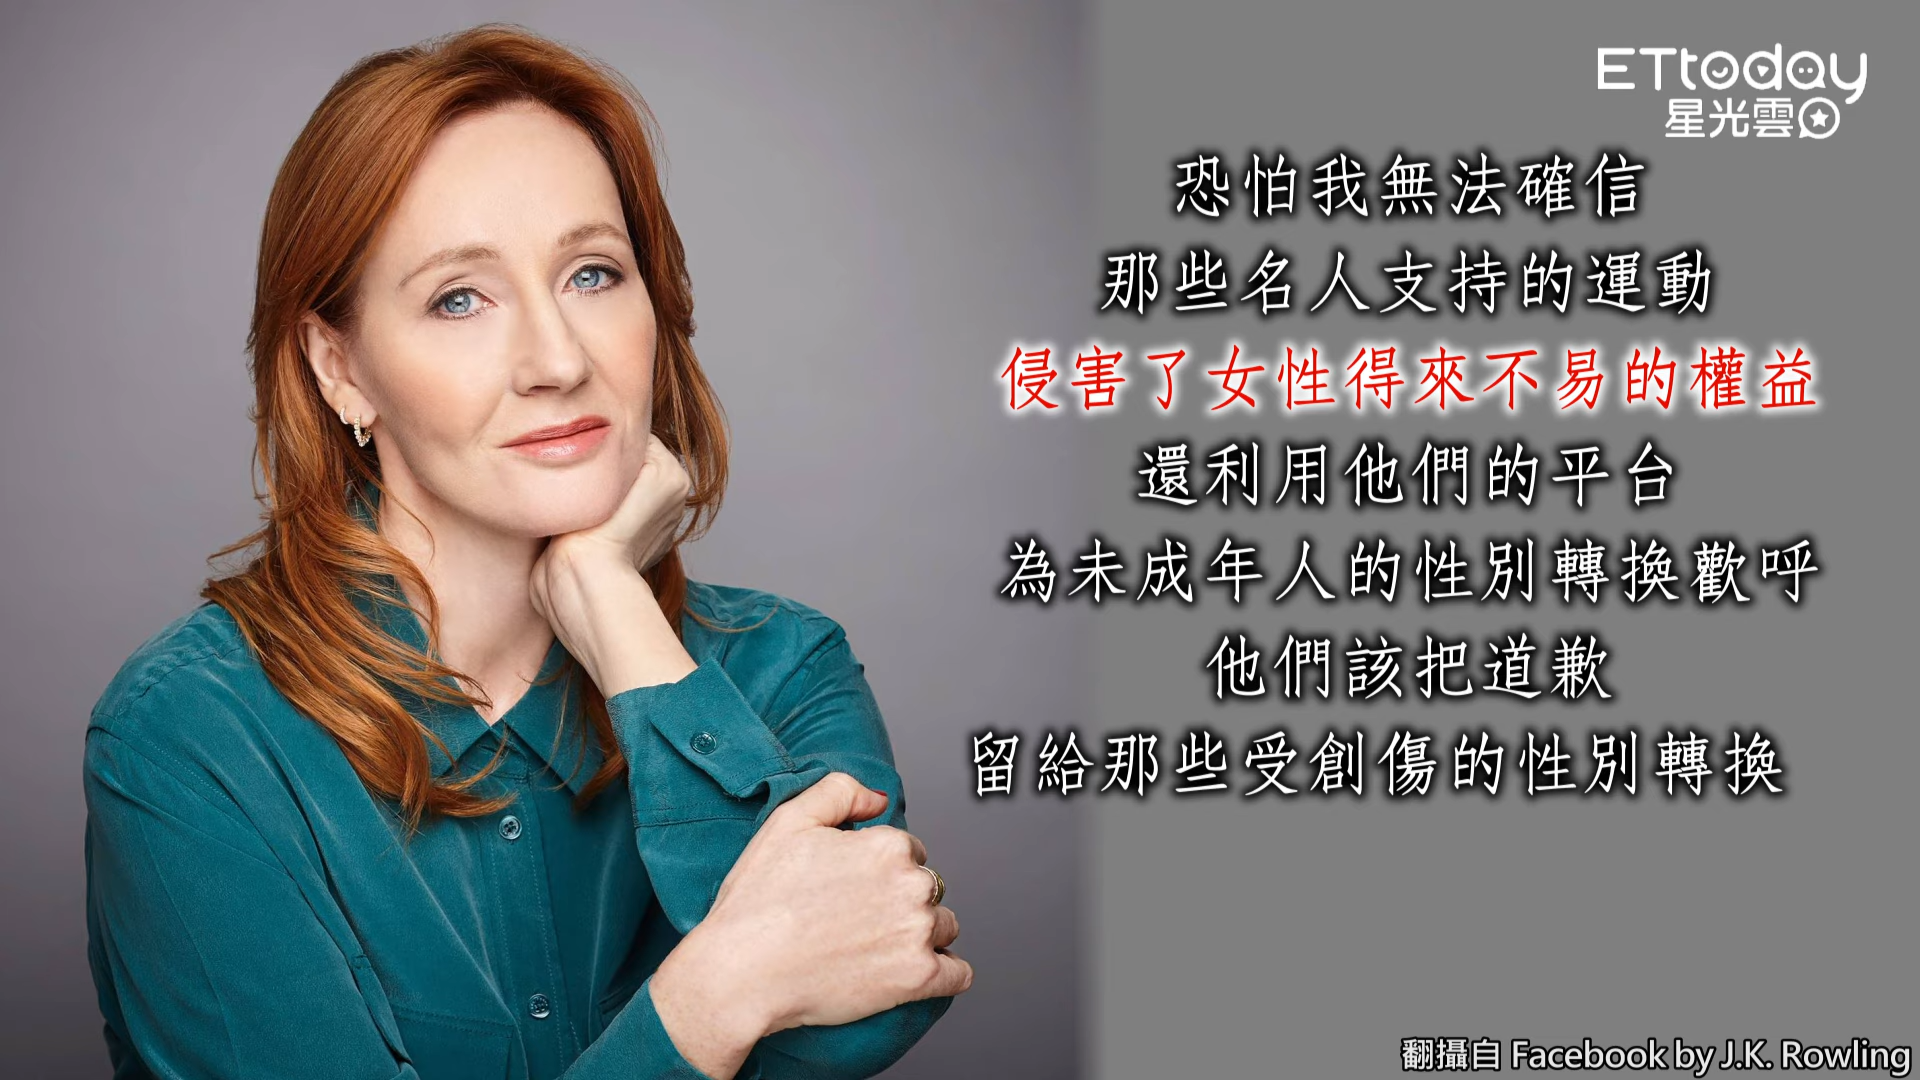 ETtoday
星光雲
恐怕我無法確信
那些名人支持的運動
侵害了女性得來不易的權益
還利用他們的平台
為未成年人的性別轉換歡呼
他們該把道歉
留給那些受創傷的性別轉換
翻攝自 Facebook by J.K. Rowling